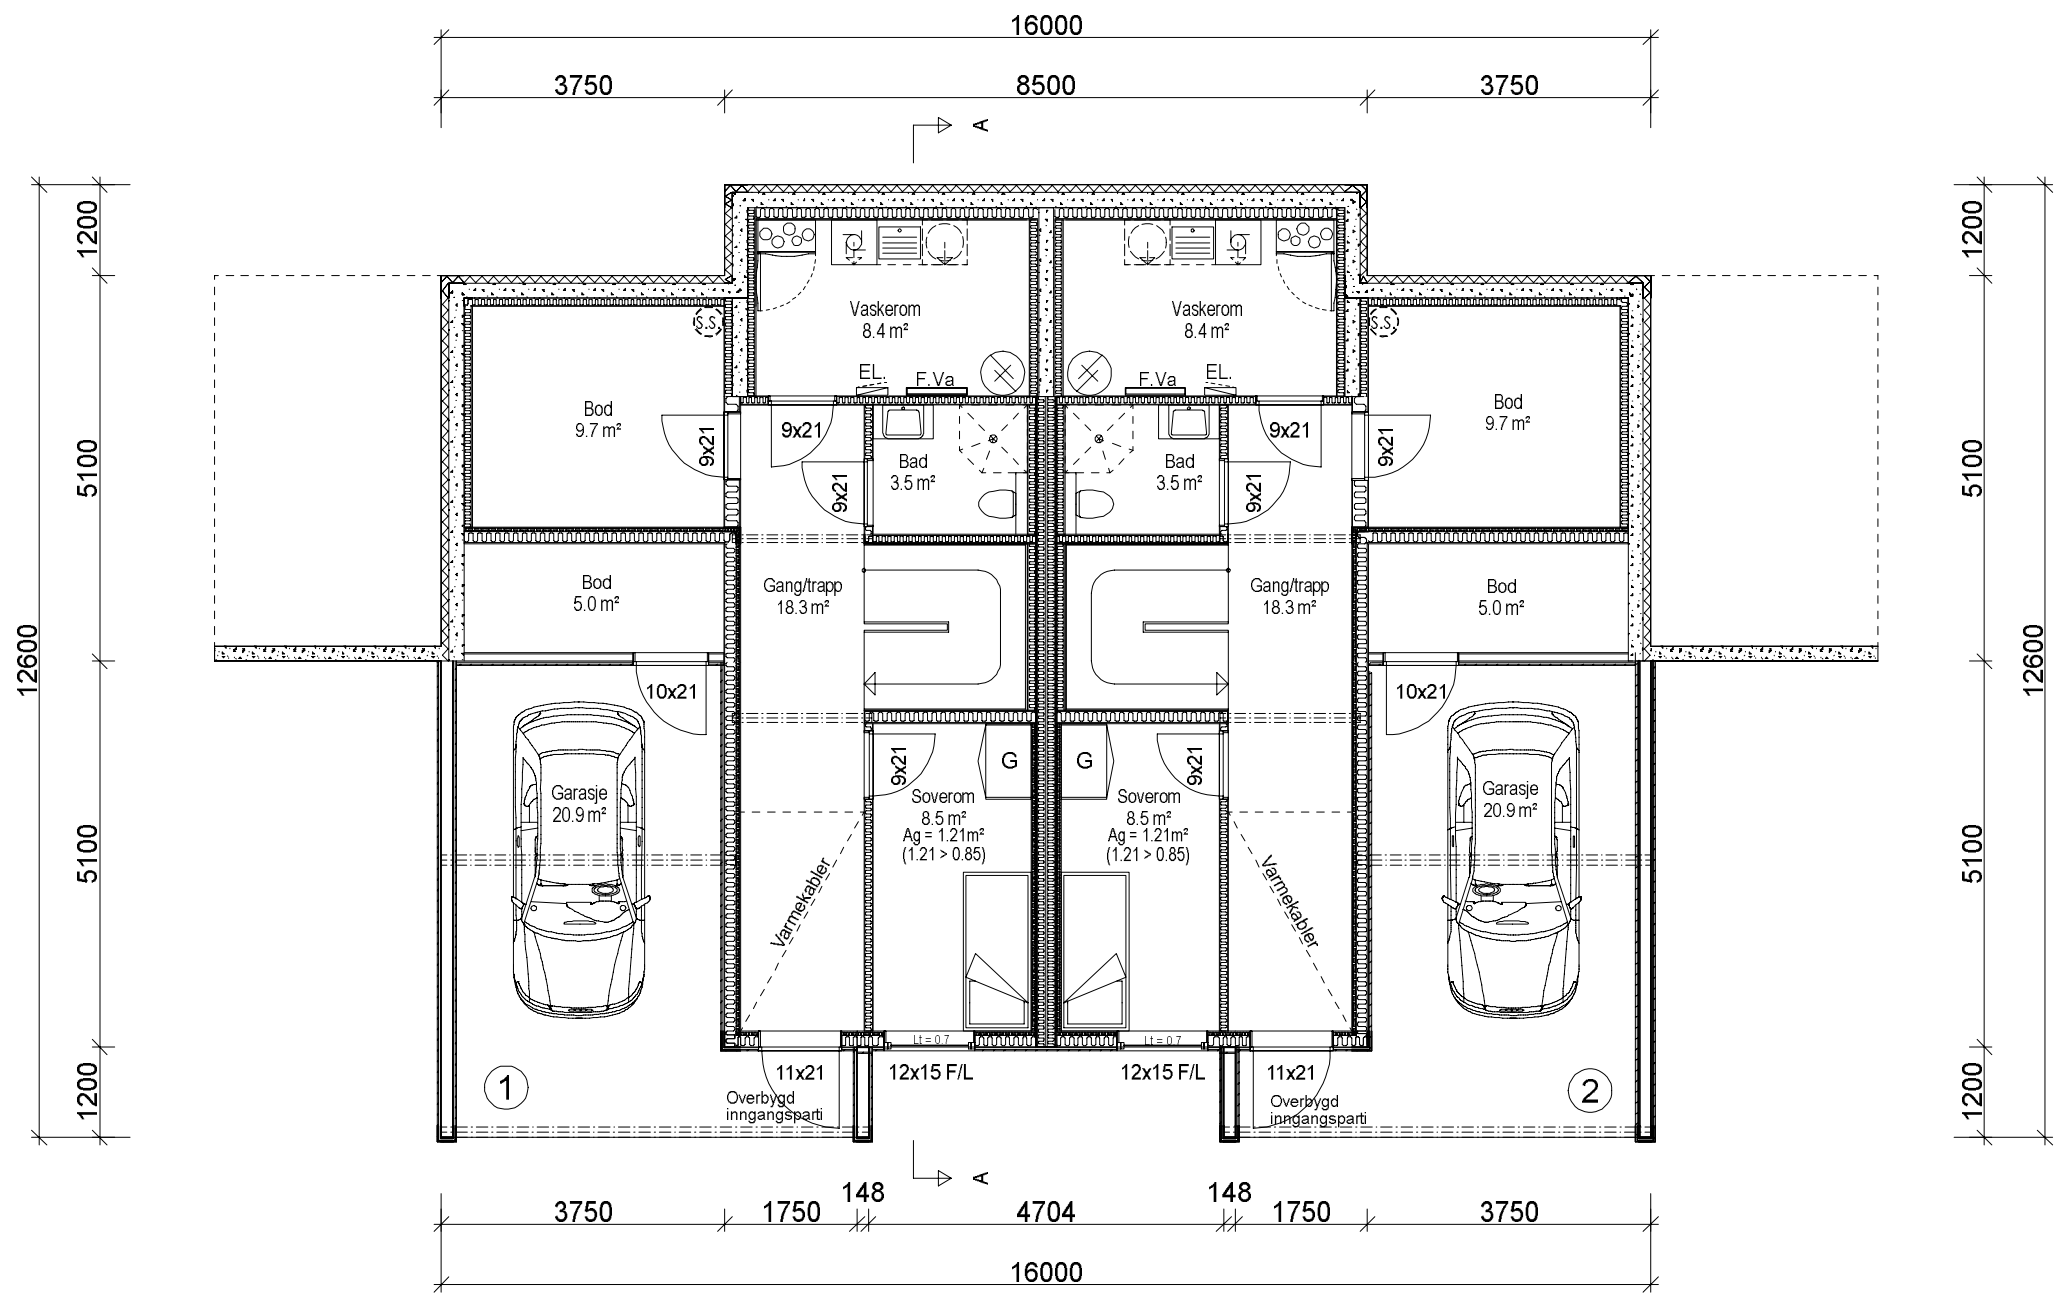 16000
3750 8500 3750
A
1200 1200
Vaskerom Vaskerom
8.4 m² 8.4 m²
S.S. S.S.
EL. F.Va F.Va EL.
Bod Bod
9.7 m² 9.7 m²
9x21 9x21 9x21 9x21
5100 5100
Bad Bad
3.5 m² 3.5 m²
9x21 9x21 9x21 9x21
Bod Gang/trapp Gang/trapp Bod
5.0 m² 18.3 m² 18.3 m² 5.0 m²
12600 12600
10x21 10x21
9x21 G G 9x21
Garasje Soverom Soverom Garasje
20.9 m² 8.5 m² 8.5 m² 20.9 m²
Ag = 1.21m² Ag = 1.21m²
(1.21 > 0.85) (1.21 > 0.85)
5100 5100
Varmekabler Varmekabler
Lt = 0.7 Lt = 0.7
11x21 12x15 F/L 12x15 F/L 11x21
1 2
1200 1200
Overbygd Overbygd
inngangsparti inngangsparti
A
148 148
3750 1750 4704 1750 3750
16000